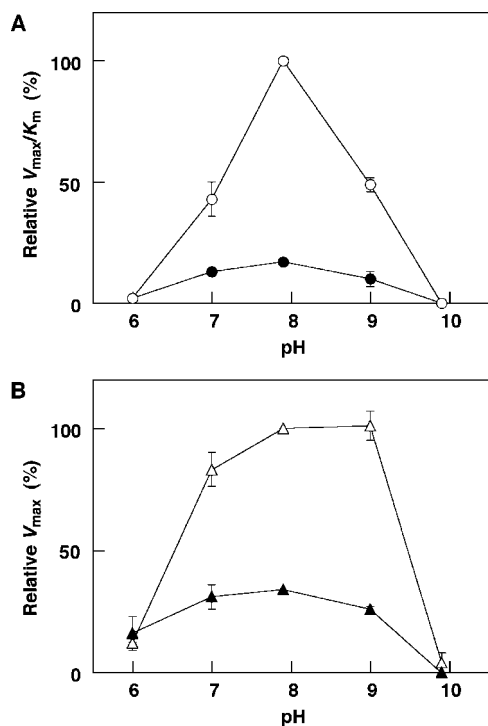 A
Relative Vmax/Km (%)
100
50
0
6 7 8 9 10
pH
B
Relative Vmax (%)
100
50
0
6 7 8 9 10
pH